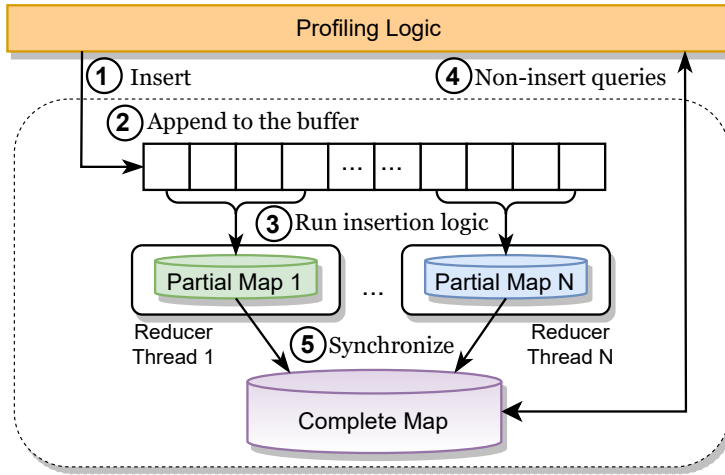 Profiling Logic
1 Insert
4 Non-insert queries
2 Append to the buffer
... ...
3 Run insertion logic
Partial Map 1
...
Partial Map N
Reducer
Thread 1
5 Synchronize
Reducer
Thread N
Complete Map